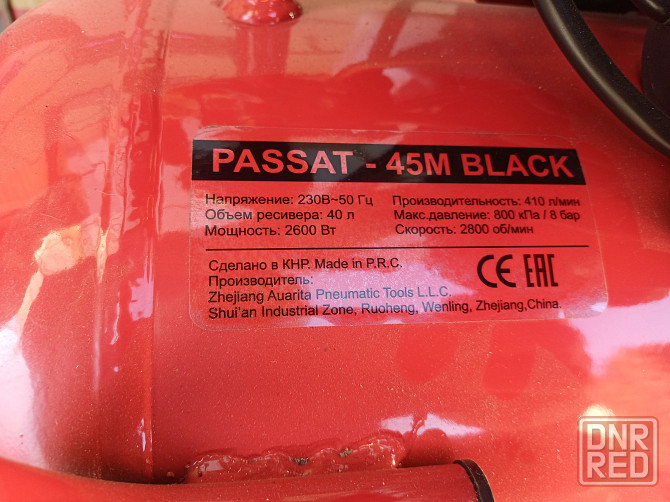 PASSAT - 45M BLACK
Напряжение: 230В~50 Гц Производительность: 410 л/мин
Объем ресивера: 40 л Макс.давление: 800 кПа / 8 бар
Мощность: 2600 Вт Скорость: 2800 об/мин
Сделано в КНР. Made in P.R.C.
Производитель:
CE EAC
Zhejiang Auarita Pneumatic Tools L.L.C.
Shui'an Industrial Zone, Ruoheng, Wenling, Zhejiang,China.
DNR
RED